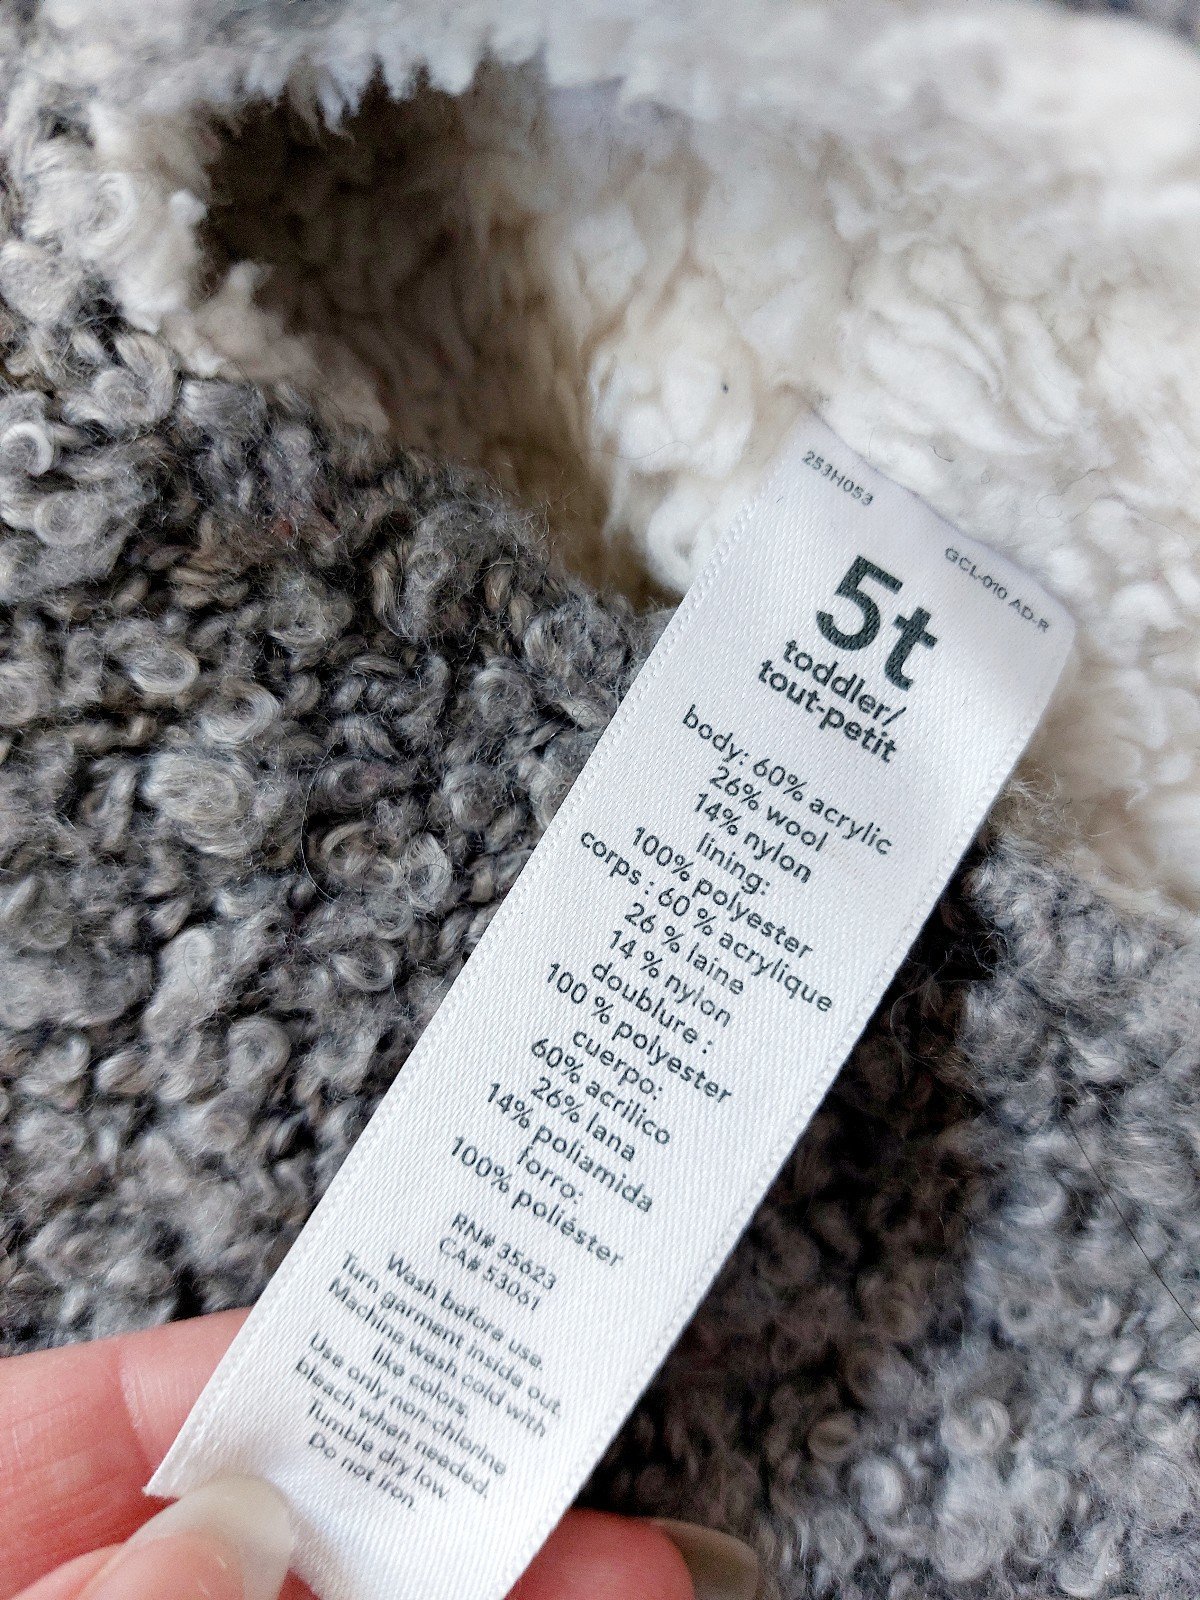 253H053
GCL-010 AD-R
5t
toddler/
tout-petit
body: 60% acrylic
26% wool
14% nylon
lining:
100% polyester
corps : 60 % acrylique
26 % laine
14 % nylon
doublure :
100 % polyester
cuerpo:
60% acrilico
26% lana
14% poliamida
forro:
100% poliéster
RN# 35623
CA# 53061
Wash before use.
Turn garment inside out.
Machine wash cold with
like colors.
Use only non-chlorine
bleach when needed.
Tumble dry low.
Do not iron